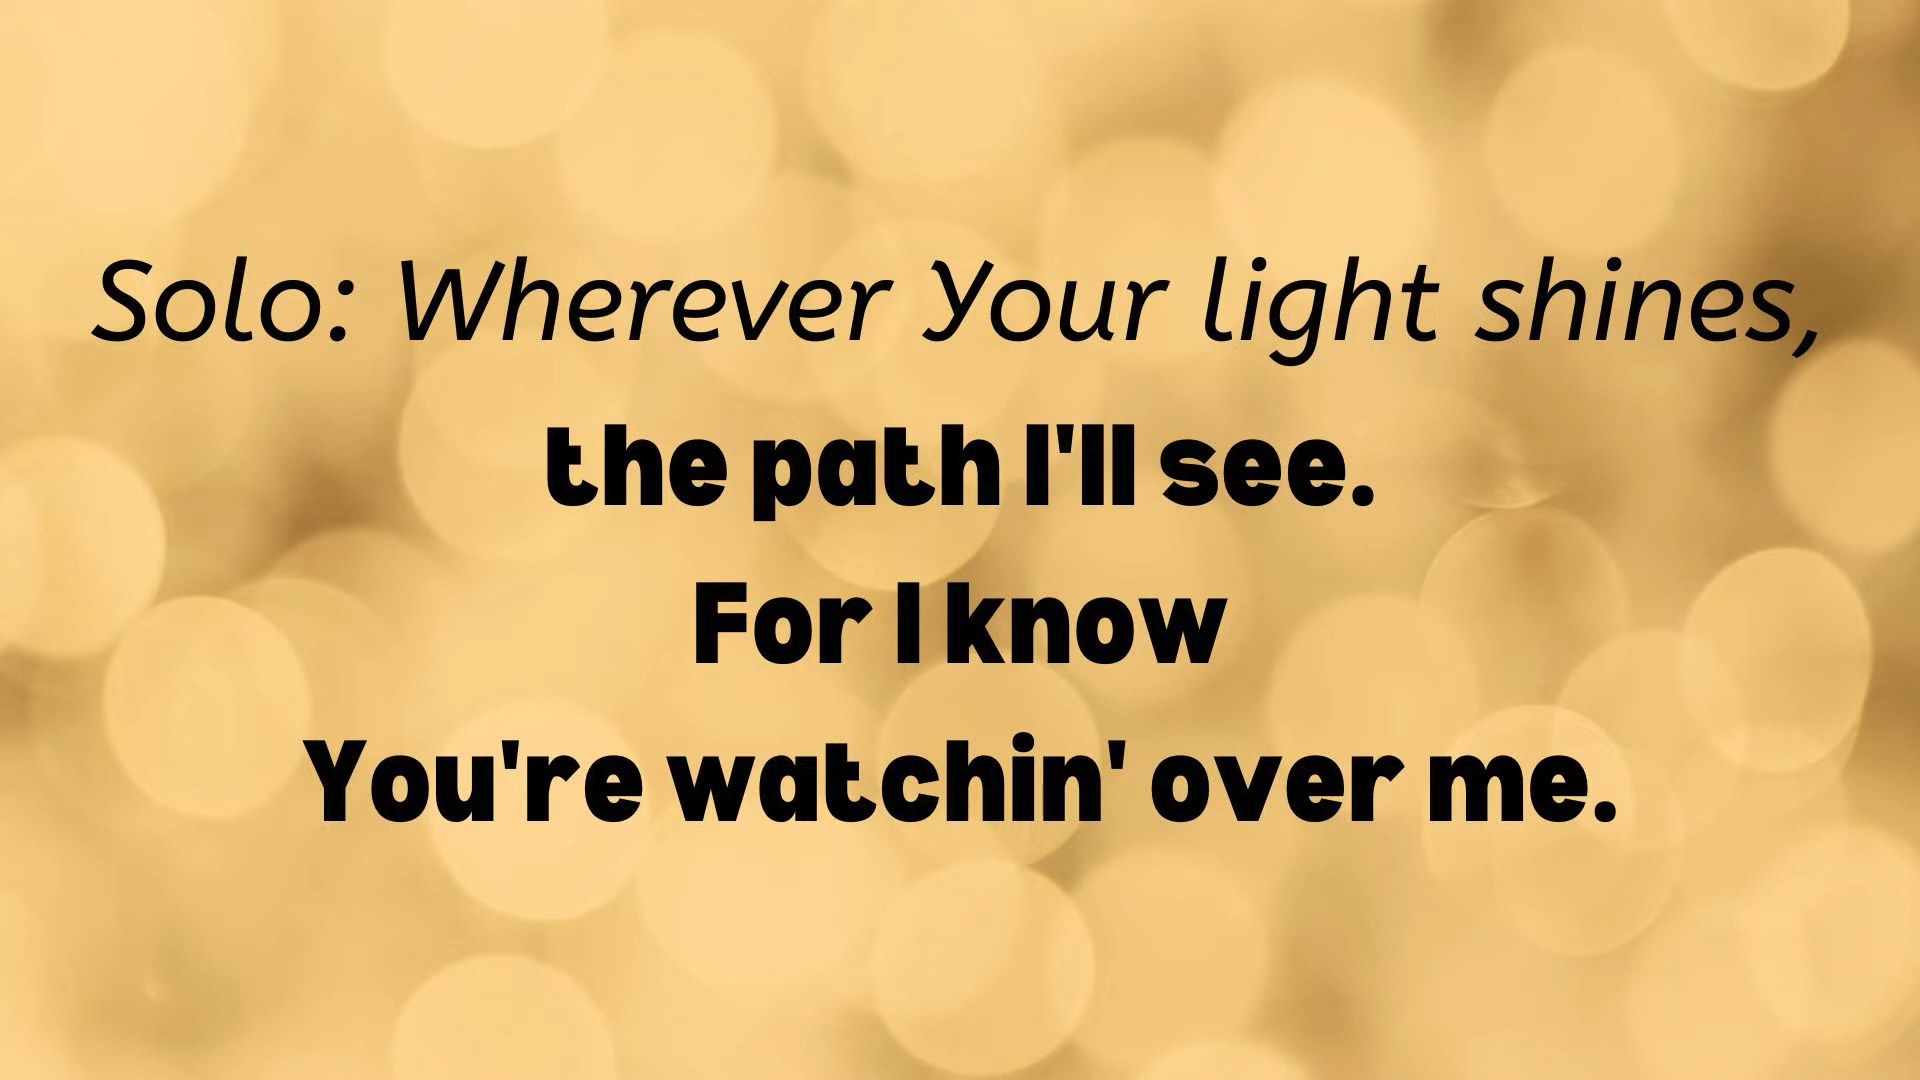 Solo: Wherever Your light shines,
the path I'll see.
For I know
You're watchin' over me.